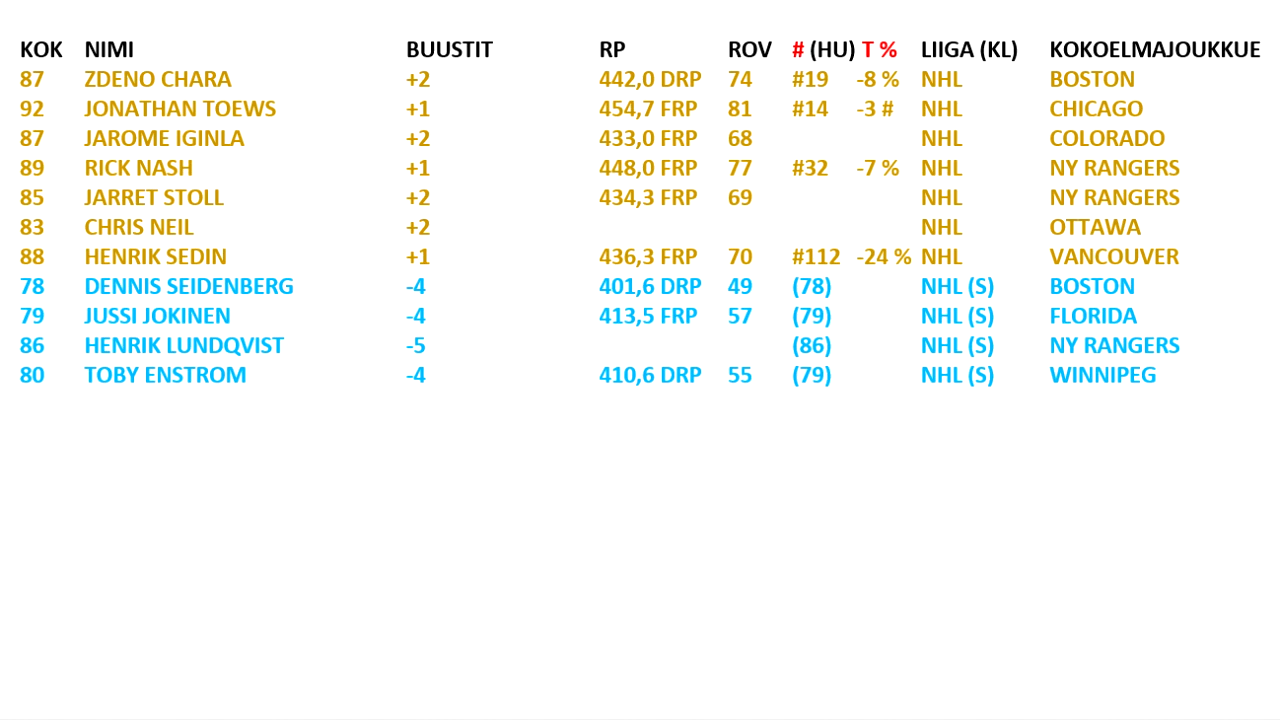 KOK NIMI BUUSTIT RP ROV # (HU) T % LIIGA (KL) KOKOELMAJOUKKUE
87 ZDENO CHARA +2 442,0 DRP 74 #19 -8 % NHL BOSTON
92 JONATHAN TOEWS +1 454,7 FRP 81 #14 -3 # NHL CHICAGO
87 JAROME IGINLA +2 433,0 FRP 68 NHL COLORADO
89 RICK NASH +1 448,0 FRP 77 #32 -7 % NHL NY RANGERS
85 JARRET STOLL +2 434,3 FRP 69 NHL NY RANGERS
83 CHRIS NEIL +2 NHL OTTAWA
88 HENRIK SEDIN +1 436,3 FRP 70 #112 -24 % NHL VANCOUVER
78 DENNIS SEIDENBERG -4 401,6 DRP 49 (78) NHL (S) BOSTON
79 JUSSI JOKINEN -4 413,5 FRP 57 (79) NHL (S) FLORIDA
86 HENRIK LUNDQVIST -5 (86) NHL (S) NY RANGERS
80 TOBY ENSTROM -4 410,6 DRP 55 (79) NHL (S) WINNIPEG